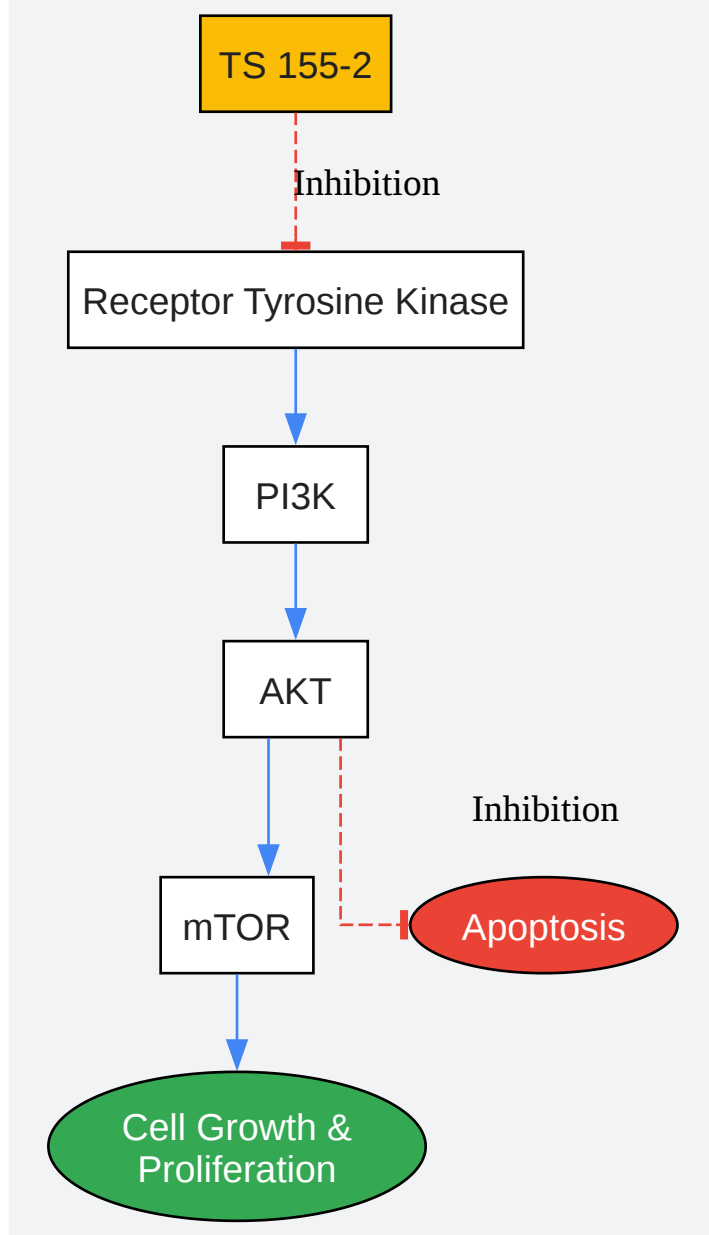 TS 155-2
Inhibition
Receptor Tyrosine Kinase
PI3K
AKT
Inhibition
mTOR
Apoptosis
Cell Growth &
Proliferation